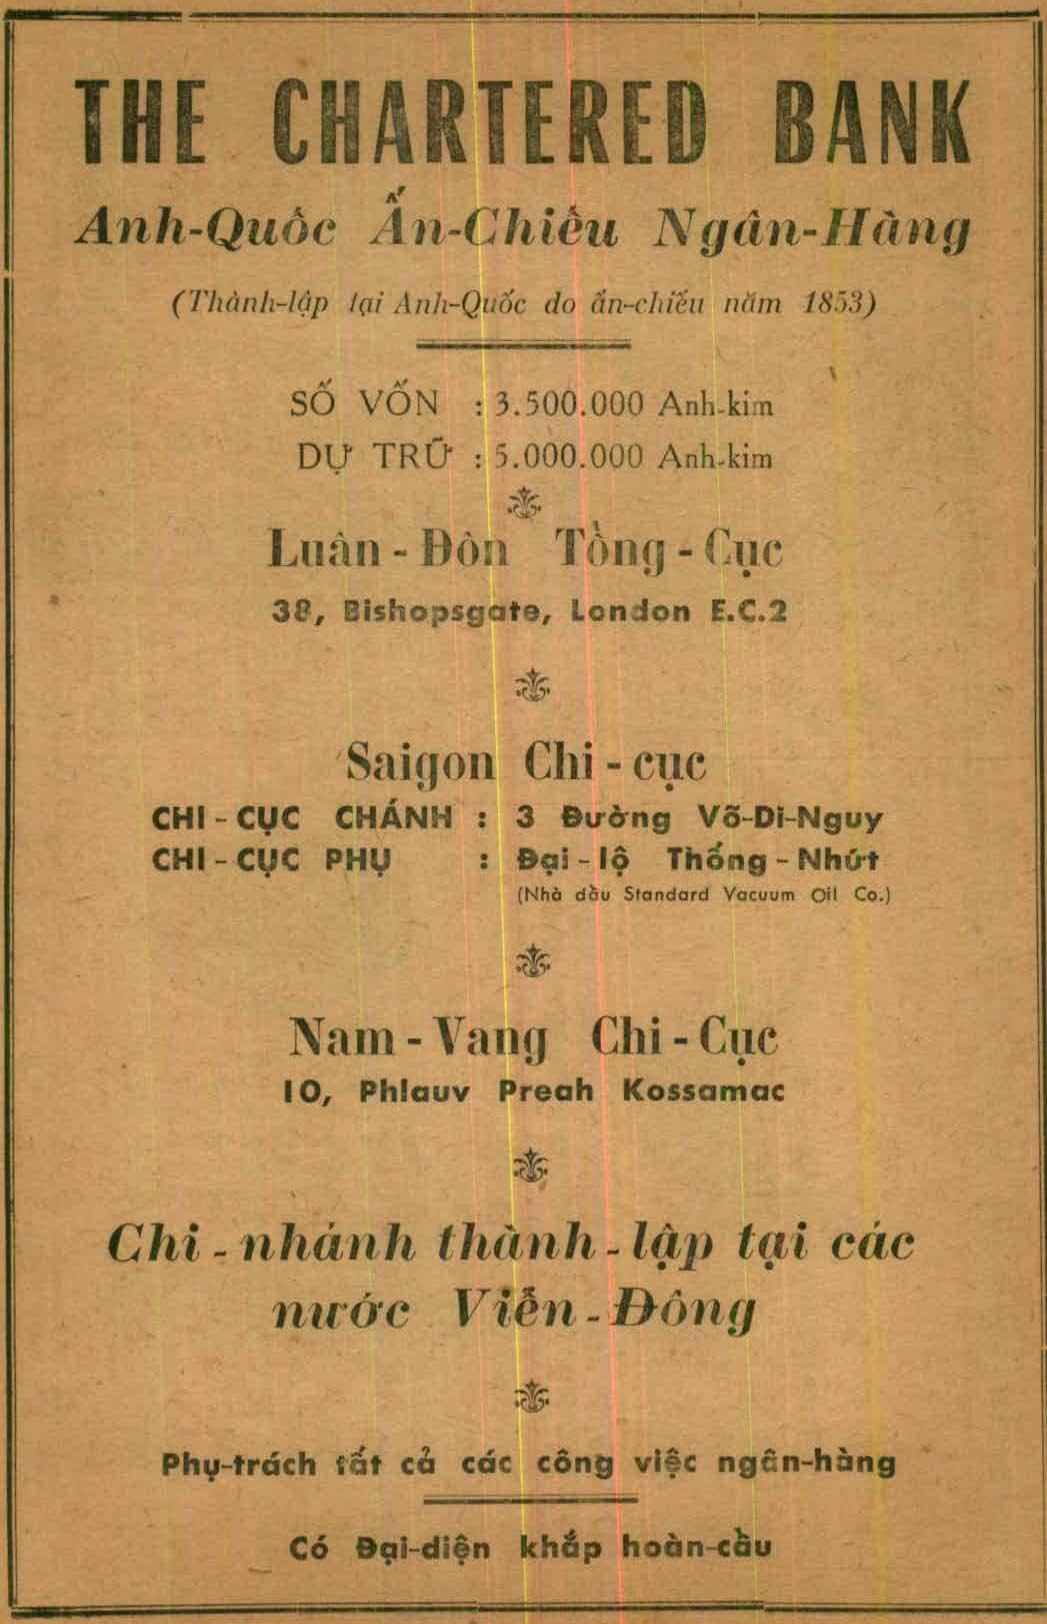 THE CHARTERED BANK
Anh-Quốc Ấn-Chiếu Ngân-Hàng
(Thành-lập tại Anh-Quốc do ấn-chiếu năm 1853)
SỐ VỐN : 3.500.000 Anh-kim
DỰ TRỮ : 5.000.000 Anh-kim
Luân - Đôn Tổng - Cục
38, Bishopsgate, London E.C.2
Saigon Chi - cục
CHI - CỤC CHÁNH : 3 Đường Võ-Di-Nguy
CHI - CỤC PHỤ : Đại - lộ Thống - Nhứt
(Nhà dầu Standard Vacuum Oil Co.)
Nam - Vang Chi - Cục
10, Phlauv Preah Kossamac
Chi - nhánh thành - lập tại các
nước Viễn - Đông
Phụ-trách tất cả các công việc ngân-hàng
Có Đại-diện khắp hoàn-cầu